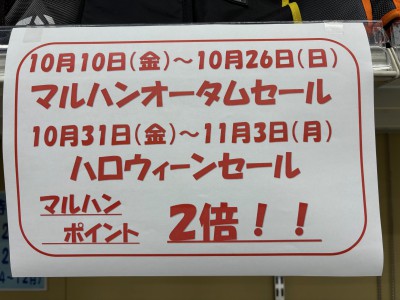 10月10日(金)～10月26日(日)
マルハンオータムセール
10月31日(金)～11月3日(月)
ハロウィーンセール
マルハン
ポイント 2倍！！